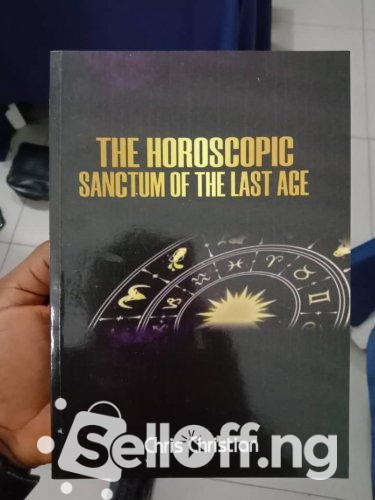 THE HOROSCOPIC
SANCTUM OF THE LAST AGE
Chris Christian
Selloff.ng